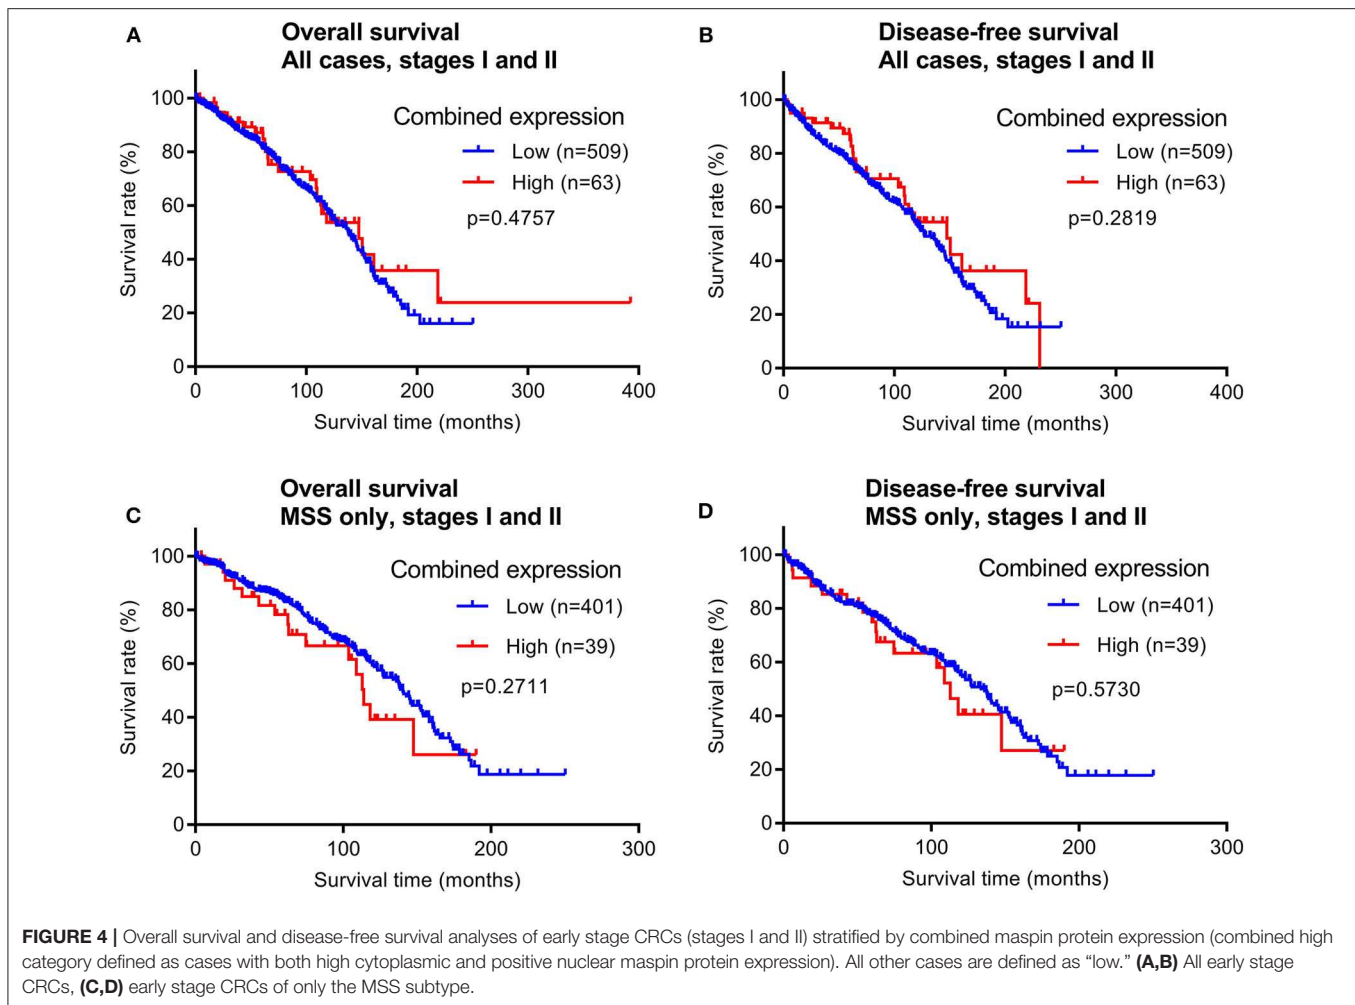 A
Overall survival
All cases, stages I and II
Combined expression
Low (n=509)
High (n=63)
p=0.4757
Survival rate (%)
100
80
60
40
20
0
0 100 200 300 400
Survival time (months)
B
Disease-free survival
All cases, stages I and II
Combined expression
Low (n=509)
High (n=63)
p=0.2819
Survival rate (%)
100
80
60
40
20
0
0 100 200 300 400
Survival time (months)
C
Overall survival
MSS only, stages I and II
Combined expression
Low (n=401)
High (n=39)
p=0.2711
Survival rate (%)
100
80
60
40
20
0
0 100 200 300
Survival time (months)
D
Disease-free survival
MSS only, stages I and II
Combined expression
Low (n=401)
High (n=39)
p=0.5730
Survival rate (%)
100
80
60
40
20
0
0 100 200 300
Survival time (months)
FIGURE 4 | Overall survival and disease-free survival analyses of early stage CRCs (stages I and II) stratified by combined maspin protein expression (combined high
category defined as cases with both high cytoplasmic and positive nuclear maspin protein expression). All other cases are defined as “low.” (A,B) All early stage
CRCs, (C,D) early stage CRCs of only the MSS subtype.